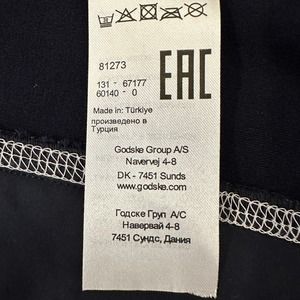 81273
131 - 67177
60140 - 0
EAC
Made in: Türkiye
произведено в
Турция
Godske Group A/S
Navervej 4-8
DK - 7451 Sunds
www.godske.com
Годске Груп A/C
Навервай 4-8
7451 Сундс, Дания